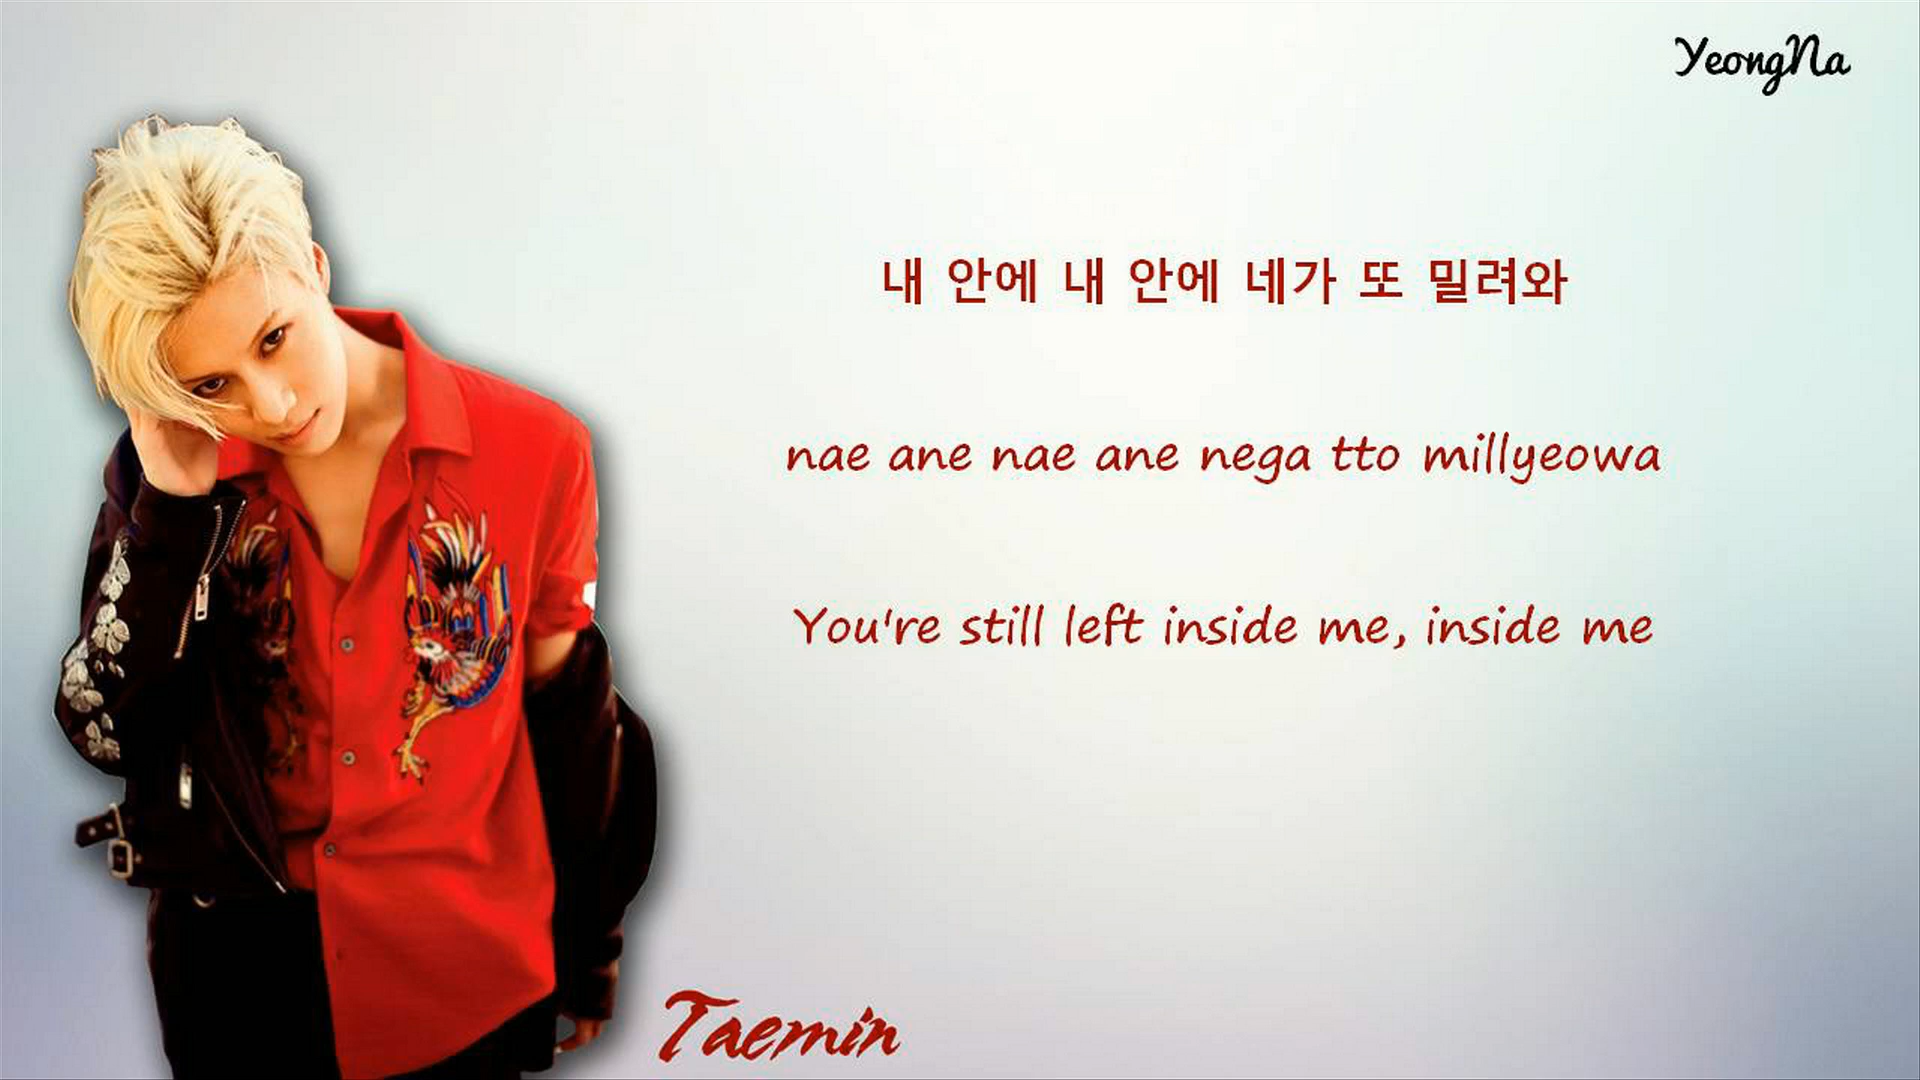 YeongNa
내 안에 내 안에 네가 또 밀려와
nae ane nae ane nega tto millyeowa
You're still left inside me, inside me
Taemin